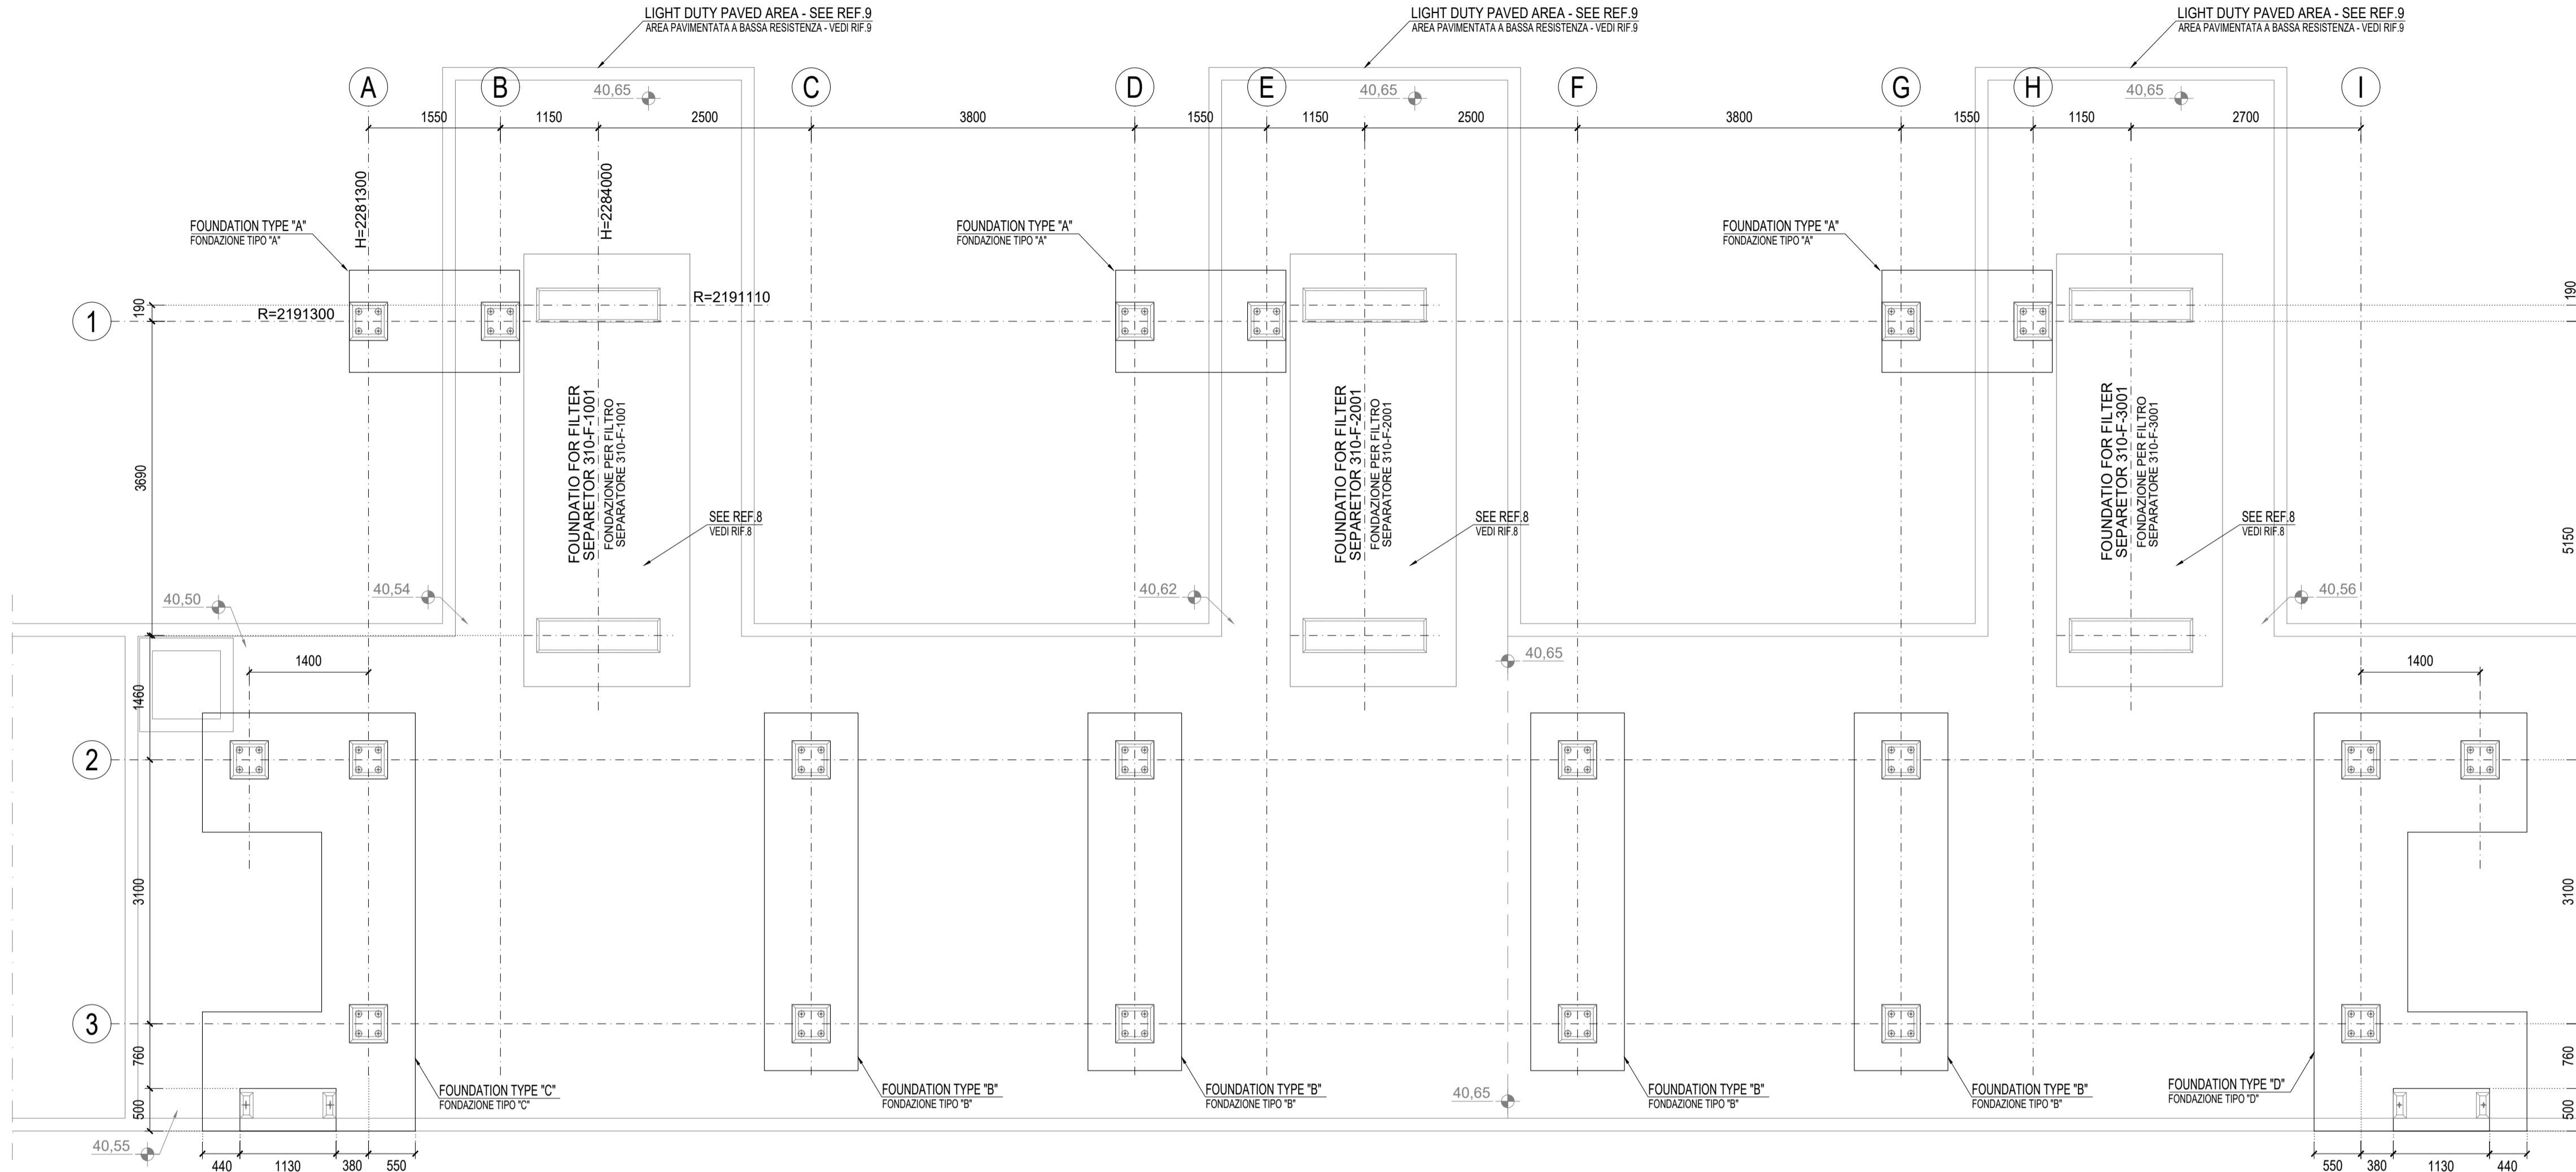 LIGHT DUTY PAVED AREA - SEE REF.9
AREA PAVIMENTATA A BASSA RESISTENZA - VEDI RIF.9
LIGHT DUTY PAVED AREA - SEE REF.9
AREA PAVIMENTATA A BASSA RESISTENZA - VEDI RIF.9
LIGHT DUTY PAVED AREA - SEE REF.9
AREA PAVIMENTATA A BASSA RESISTENZA - VEDI RIF.9
A
B
C
D
E
F
G
H
I
40,65
40,65
40,65
1550
1150
2500
3800
1550
1150
2500
3800
1550
1150
2700
H=2281300
H=2284000
FOUNDATION TYPE "A"
FONDAZIONE TIPO "A"
FOUNDATION TYPE "A"
FONDAZIONE TIPO "A"
FOUNDATION TYPE "A"
FONDAZIONE TIPO "A"
R=2191110
R=2191300
190
190
1
3690
5150
FOUNDATIO FOR FILTER
SEPARETOR 310-F-1001
FONDAZIONE PER FILTRO
SEPARATORE 310-F-1001
FOUNDATIO FOR FILTER
SEPARETOR 310-F-2001
FONDAZIONE PER FILTRO
SEPARATORE 310-F-2001
FOUNDATIO FOR FILTER
SEPARETOR 310-F-3001
FONDAZIONE PER FILTRO
SEPARATORE 310-F-3001
SEE REF.8
VEDI RIF.8
SEE REF.8
VEDI RIF.8
SEE REF.8
VEDI RIF.8
40,50
40,54
40,62
40,56
40,65
1400
1400
1460
2
3100
3100
3
760
760
500
500
FOUNDATION TYPE "C"
FONDAZIONE TIPO "C"
FOUNDATION TYPE "B"
FONDAZIONE TIPO "B"
FOUNDATION TYPE "B"
FONDAZIONE TIPO "B"
40,65
FOUNDATION TYPE "B"
FONDAZIONE TIPO "B"
FOUNDATION TYPE "B"
FONDAZIONE TIPO "B"
FOUNDATION TYPE "D"
FONDAZIONE TIPO "D"
40,55
440
1130
380
550
550
380
1130
440